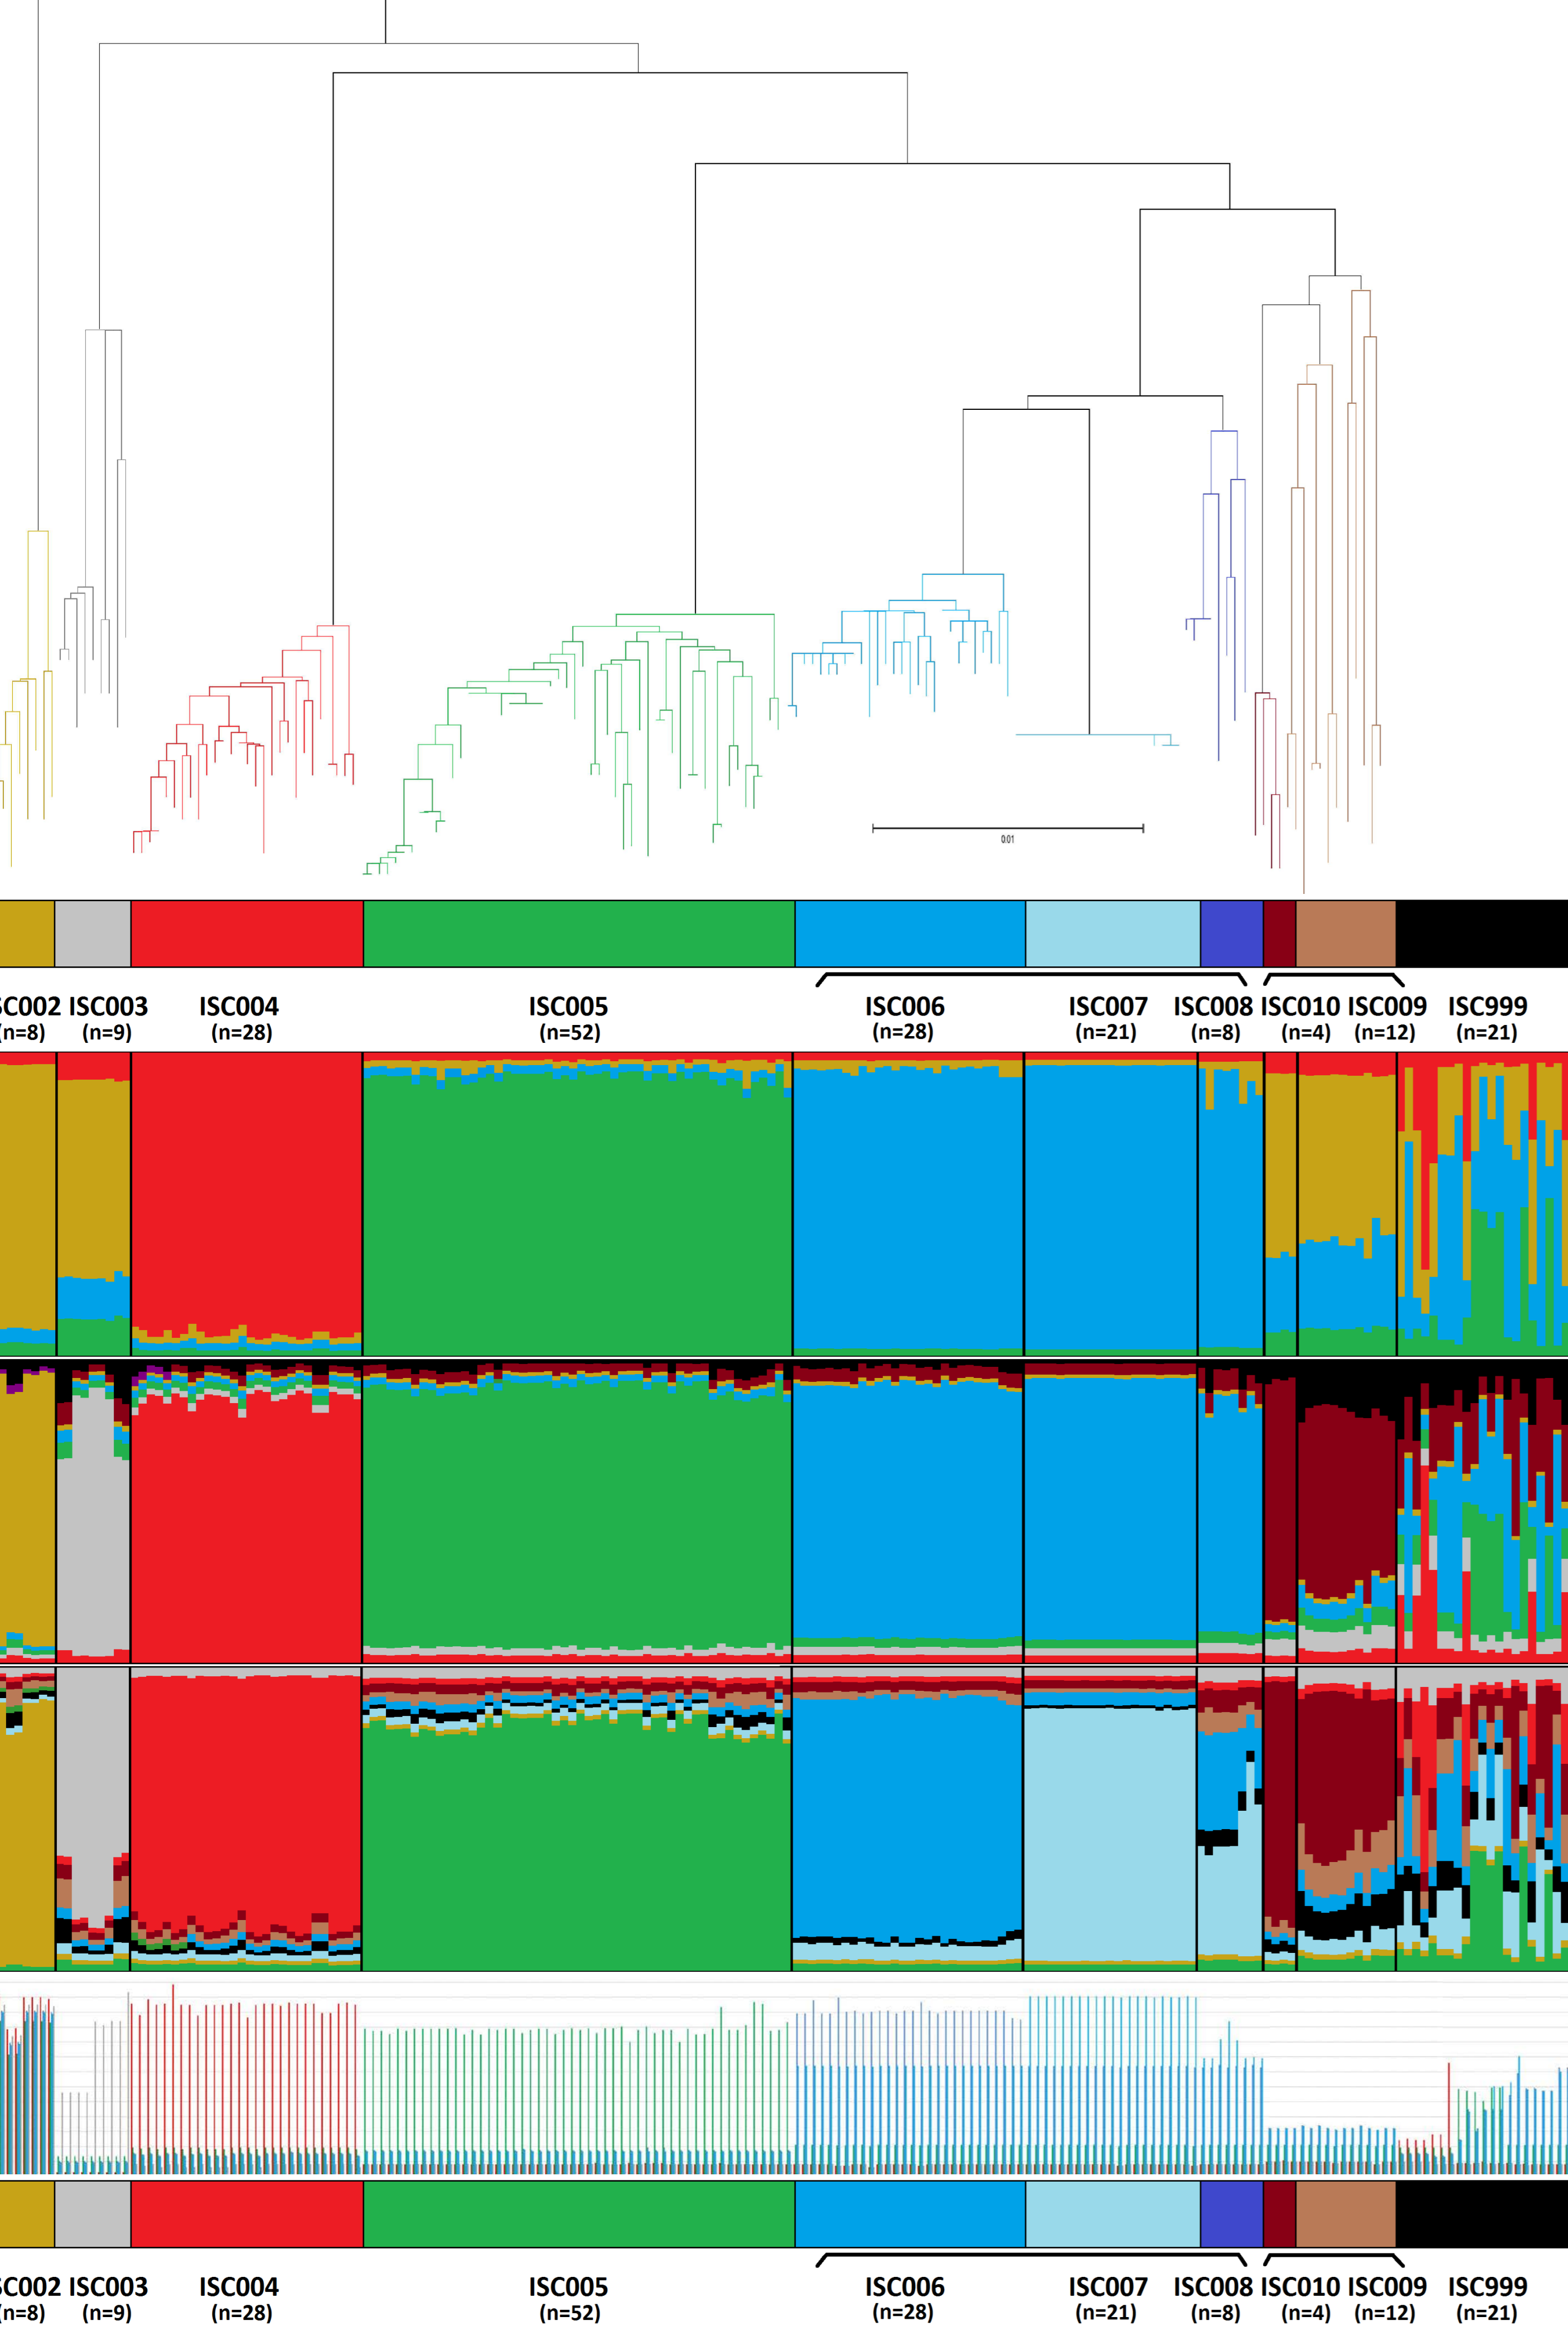 0.01
SC002 ISC003 ISC004 ISC005 ISC006 ISC007 ISC008 ISC010 ISC009 ISC999
(n=8) (n=9) (n=28) (n=52) (n=28) (n=21) (n=8) (n=4) (n=12) (n=21)
SC002 ISC003 ISC004 ISC005 ISC006 ISC007 ISC008 ISC010 ISC009 ISC999
(n=8) (n=9) (n=28) (n=52) (n=28) (n=21) (n=8) (n=4) (n=12) (n=21)